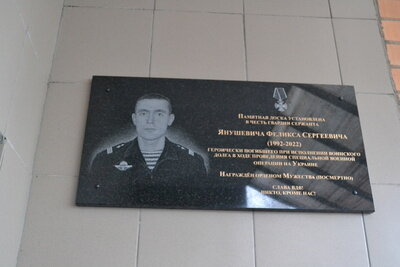 Памятная доска установлена
в честь гвардии сержанта
Янушевича Феликса Сергеевича
(1992-2022)
героически погибшего при исполнении воинского
долга в ходе проведения специальной военной
операции на Украине
Награждён орденом Мужества (посмертно)
Слава ВДВ!
Никто, кроме нас!